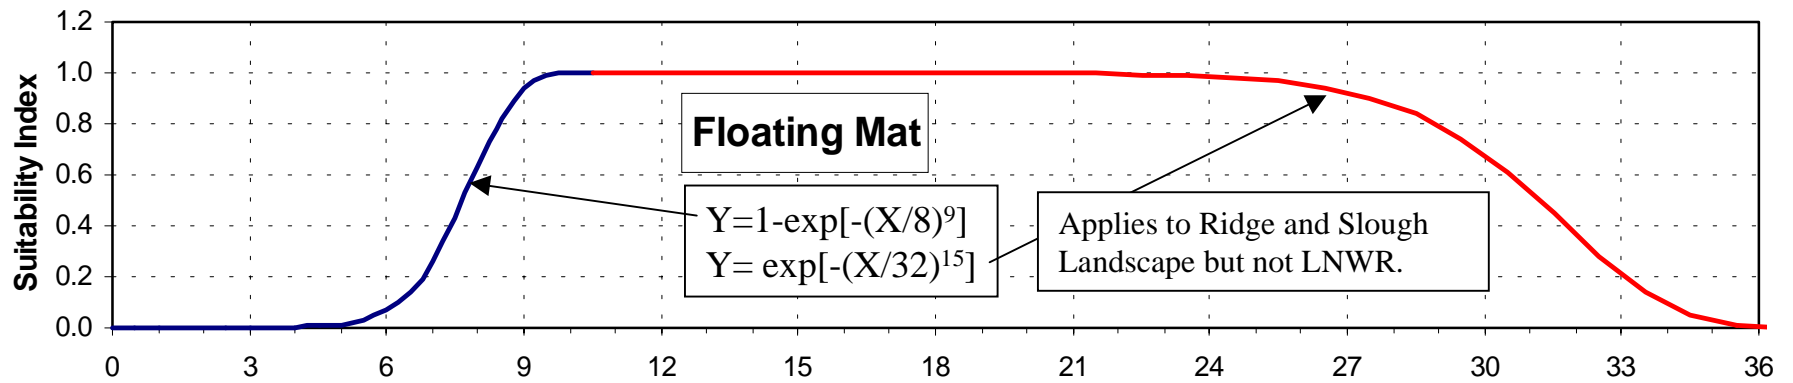 1.2
1.0
0.8
0.6
0.4
0.2
0.0
Suitability Index
Floating Mat
Y=1-exp[-(X/8)⁹]
Y= exp[-(X/32)¹⁵]
Applies to Ridge and Slough
Landscape but not LNWR.
0 3 6 9 12 15 18 21 24 27 30 33 36